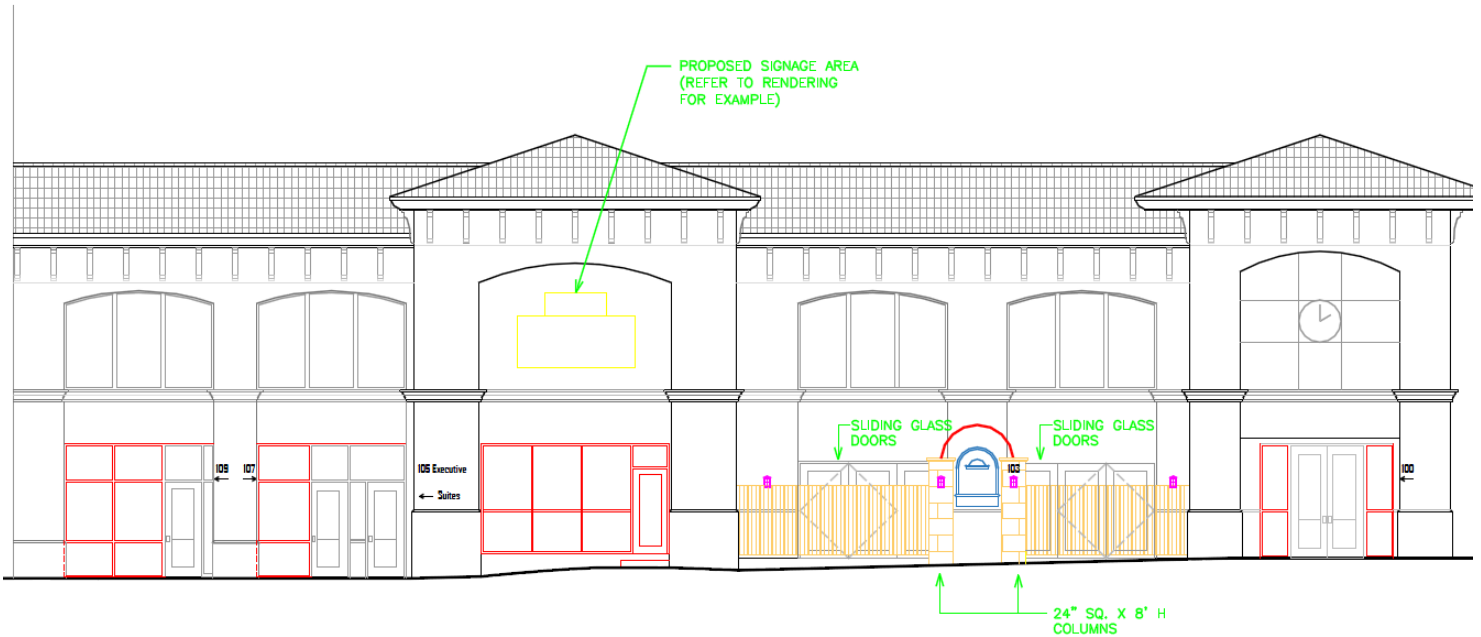 PROPOSED SIGNAGE AREA
(REFER TO RENDERING
FOR EXAMPLE)
SLIDING GLASS
DOORS
SLIDING GLASS
DOORS
109 107
105 Executive
Suites
103
100
24" SQ. X 8' H
COLUMNS